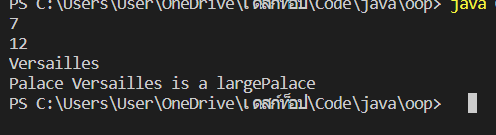 PS C:\Users\User\OneDrive\เดสก์ท็อป\Code\java\oop> java
7
12
Versailles
Palace Versailles is a largePalace
PS C:\Users\User\OneDrive\เดสก์ท็อป\Code\java\oop>